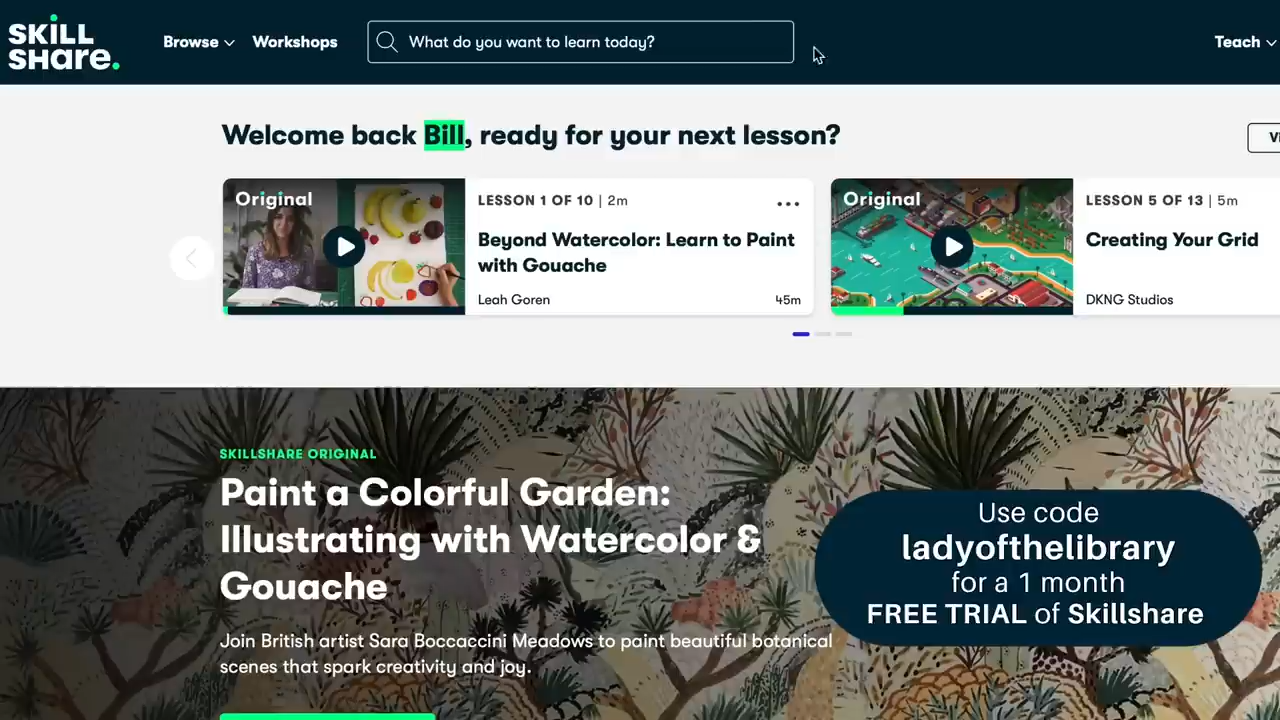 SKILL
SHare.
Browse
Workshops
What do you want to learn today?
Teach
Welcome back Bill, ready for your next lesson?
Original
LESSON 1 OF 10 | 2m
Beyond Watercolor: Learn to Paint
with Gouache
Leah Goren
45m
Original
LESSON 5 OF 13 | 5m
Creating Your Grid
DKNG Studios
SKILLSHARE ORIGINAL
Paint a Colorful Garden:
Illustrating with Watercolor &
Gouache
Join British artist Sara Boccaccini Meadows to paint beautiful botanical
scenes that spark creativity and joy.
Use code
ladyofthelibrary
for a 1 month
FREE TRIAL of Skillshare